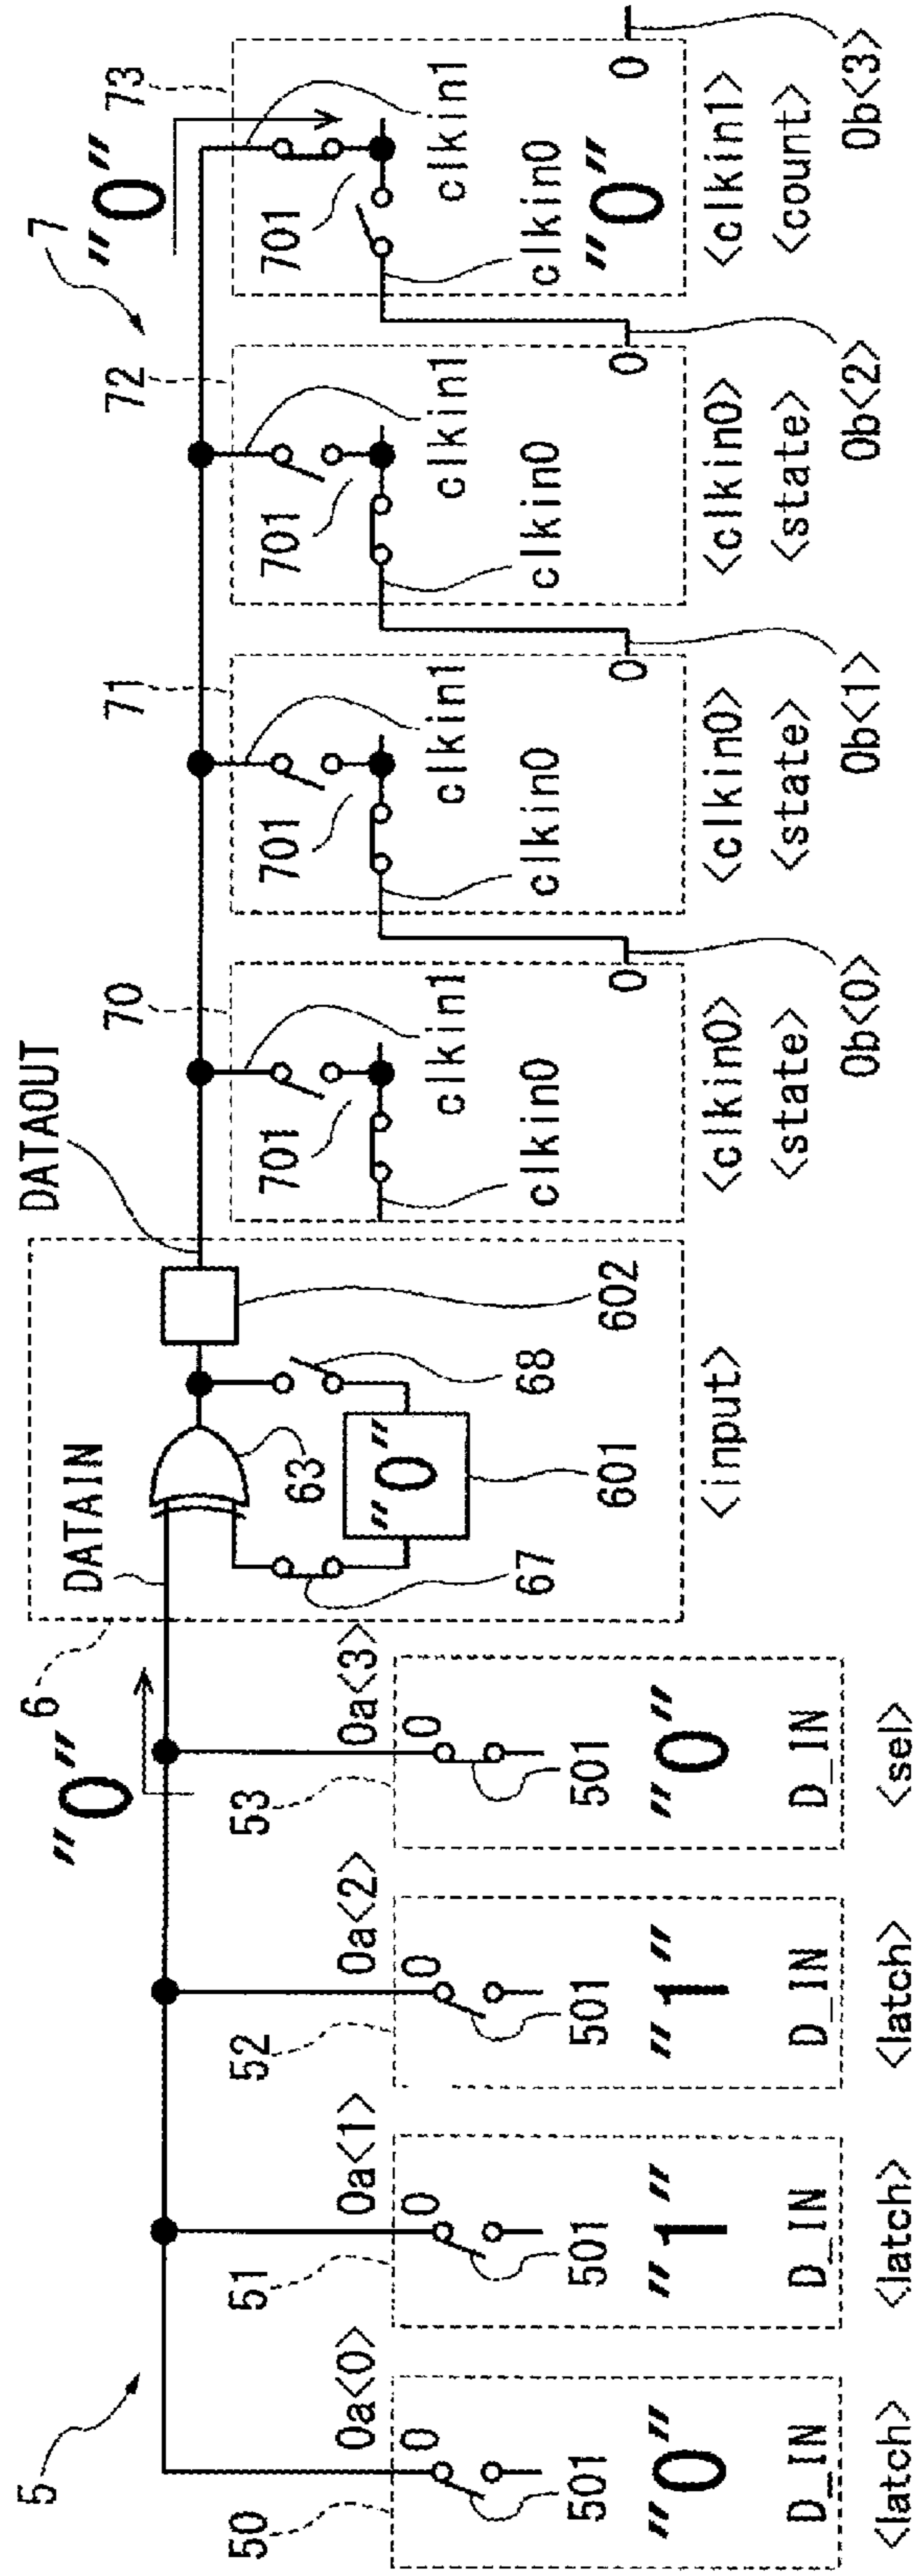 5
"0"
6
DATAIN
DATAOUT
7
"0"
63
67
"0"
68
601
602
<input>
50
0a<0>
0
501
"0"
D_IN
<latch>
51
0a<1>
0
501
"1"
D_IN
<latch>
52
0a<2>
0
501
"1"
D_IN
<latch>
53
0a<3>
0
501
"0"
D_IN
<sel>
70
701
clkin1
clkin0
0
<clkin0>
<state>
0b<0>
71
701
clkin1
clkin0
0
<clkin0>
<state>
0b<1>
72
701
clkin1
clkin0
0
<clkin0>
<state>
0b<2>
73
701
clkin1
clkin0
"0"
0
<clkin1>
<count>
0b<3>